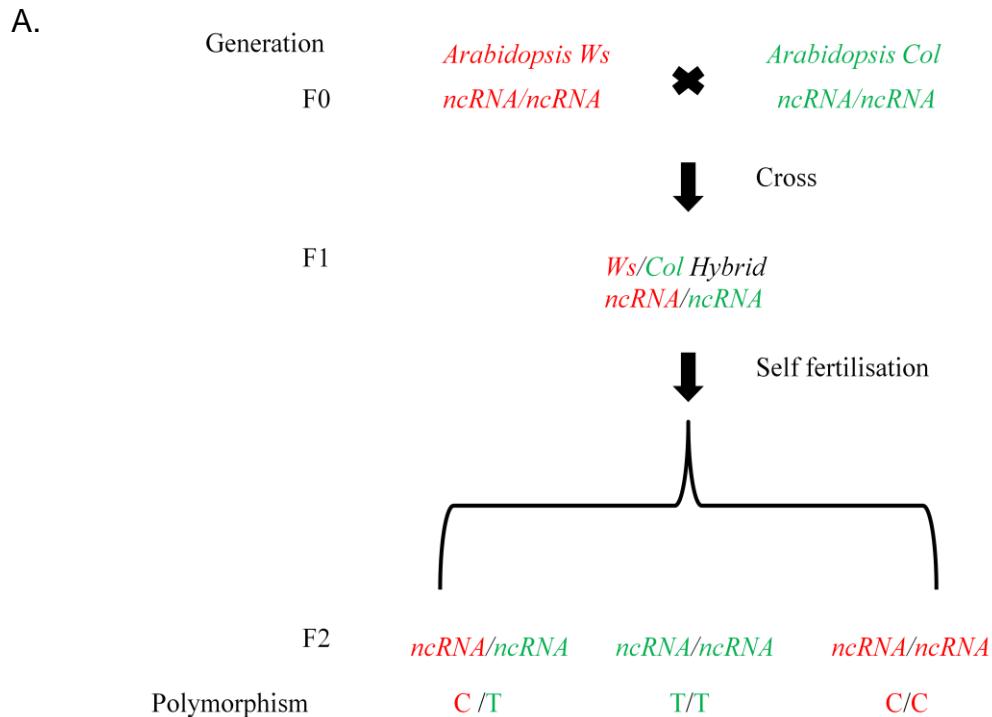 A.
Generation
Arabidopsis Ws
Arabidopsis Col
F0
ncRNA/ncRNA
ncRNA/ncRNA
Cross
F1
Ws/Col Hybrid
ncRNA/ncRNA
Self fertilisation
F2
ncRNA/ncRNA
ncRNA/ncRNA
ncRNA/ncRNA
Polymorphism
C /T
T/T
C/C